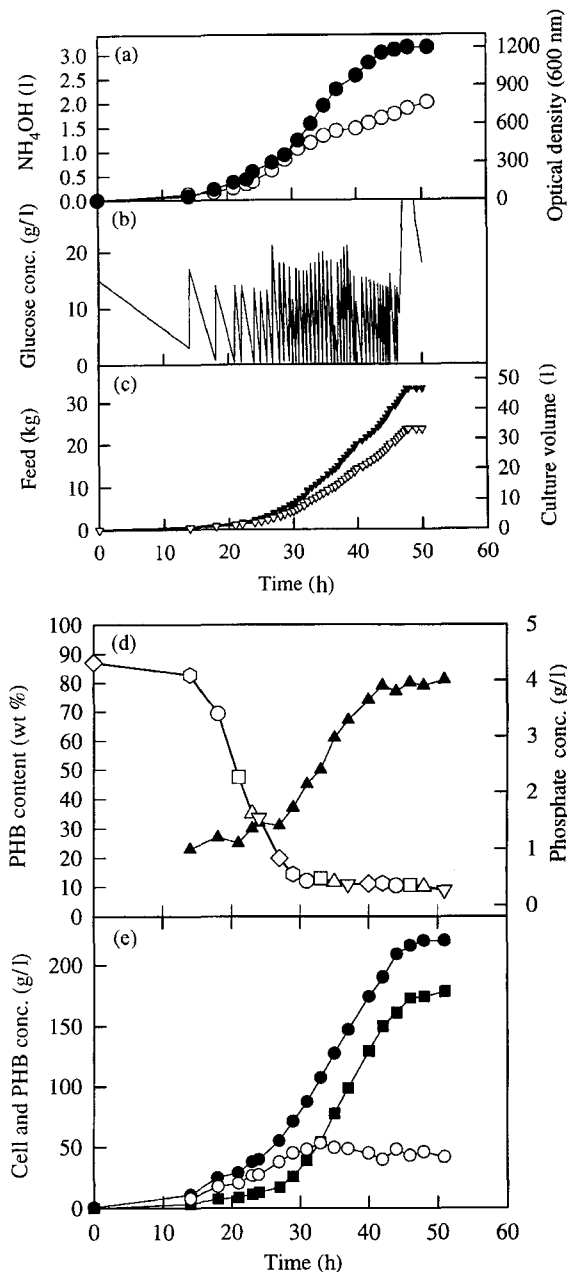 (a)
NH₄OH (l)
3.0
2.5
2.0
1.5
1.0
0.5
0.0
Optical density (600 nm)
1200
900
600
300
0
(b)
Glucose conc. (g/l)
20
10
0
(c)
Feed (kg)
30
20
10
0
Culture volume (l)
50
40
30
20
10
0
0 10 20 30 40 50 60
Time (h)
(d)
PHB content (wt %)
100
90
80
70
60
50
40
30
20
10
0
Phosphate conc. (g/l)
5
4
3
2
1
0
(e)
Cell and PHB conc. (g/l)
200
150
100
50
0
0 10 20 30 40 50 60
Time (h)